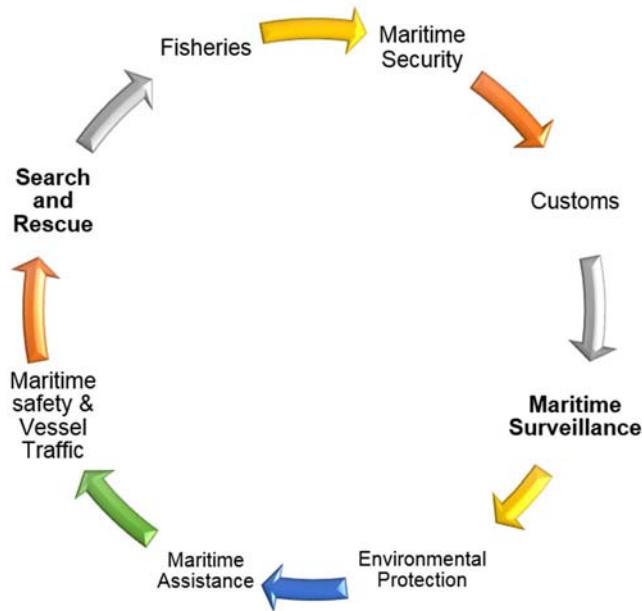 Fisheries
Maritime
Security
Customs
Maritime
Surveillance
Environmental
Protection
Maritime
Assistance
Maritime
safety &
Vessel
Traffic
Search
and
Rescue